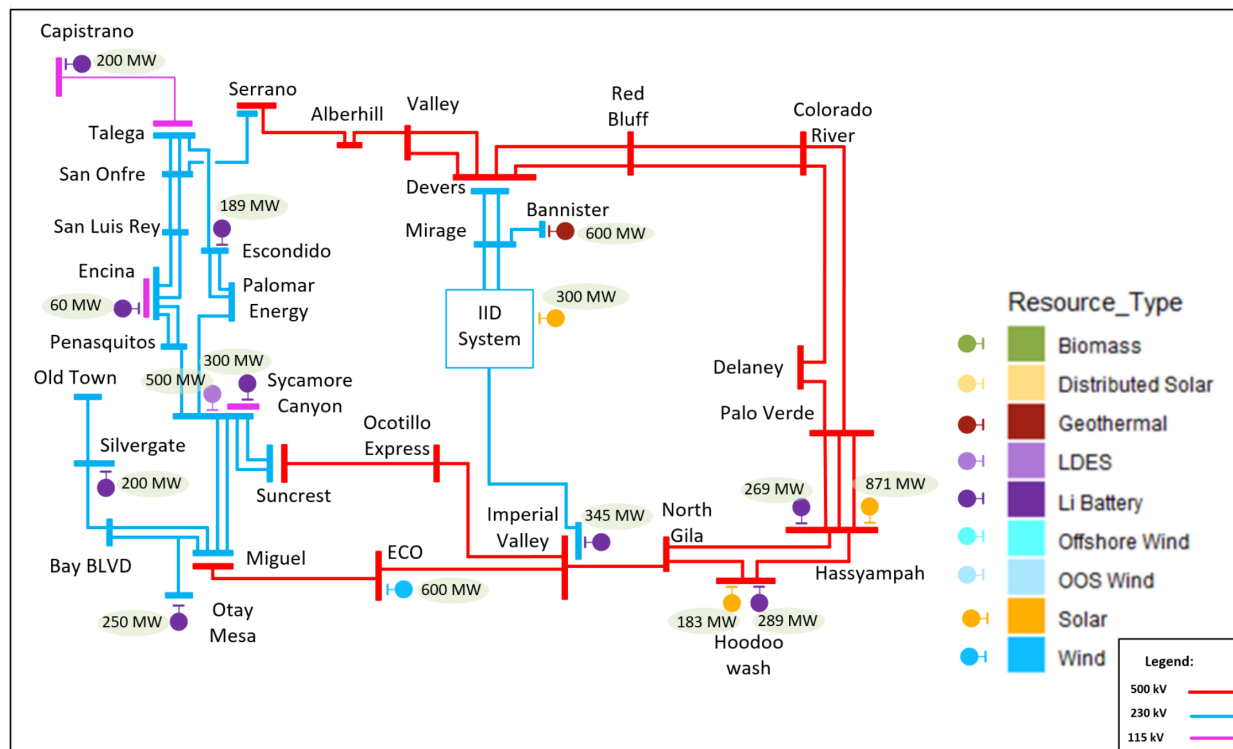 Capistrano
200 MW
Serrano
Alberhill
Valley
Red
Bluff
Colorado
River
Talega
San Onfre
Devers
189 MW
San Luis Rey
Escondido
Mirage
Bannister
600 MW
Encina
Palomar
Energy
60 MW
IID
System
300 MW
Penasquitos
300 MW
500 MW
Sycamore
Canyon
Old Town
Delaney
Palo Verde
Ocotillo
Express
Silvergate
200 MW
Suncrest
269 MW
871 MW
Imperial
Valley
345 MW
North
Gila
Bay BLVD
Miguel
ECO
Hassyampah
600 MW
250 MW
Otay
Mesa
183 MW
289 MW
Hoodoo
wash
Resource_Type
Biomass
Distributed Solar
Geothermal
LDES
Li Battery
Offshore Wind
OOS Wind
Solar
Wind
Legend:
500 kV
230 kV
115 kV